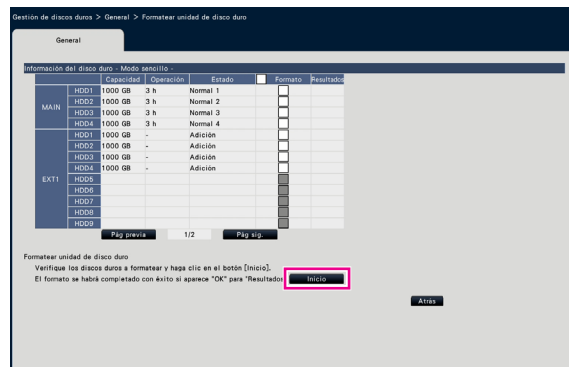 Gestión de discos duros > General > Formatear unidad de disco duro
General
Información del disco duro - Modo sencillo -
Capacidad Operación Estado Formato Resultados
MAIN
HDD1 1000 GB 3 h Normal 1
HDD2 1000 GB 3 h Normal 2
HDD3 1000 GB 3 h Normal 3
HDD4 1000 GB 3 h Normal 4
EXT1
HDD1 1000 GB - Adición
HDD2 1000 GB - Adición
HDD3 1000 GB - Adición
HDD4 1000 GB - Adición
HDD5
HDD6
HDD7
HDD8
HDD9
Pág previa 1/2 Pág sig.
Formatear unidad de disco duro
Verifique los discos duros a formatear y haga clic en el botón [Inicio].
El formato se habrá completado con éxito si aparece "OK" para "Resultados
Inicio
Atrás